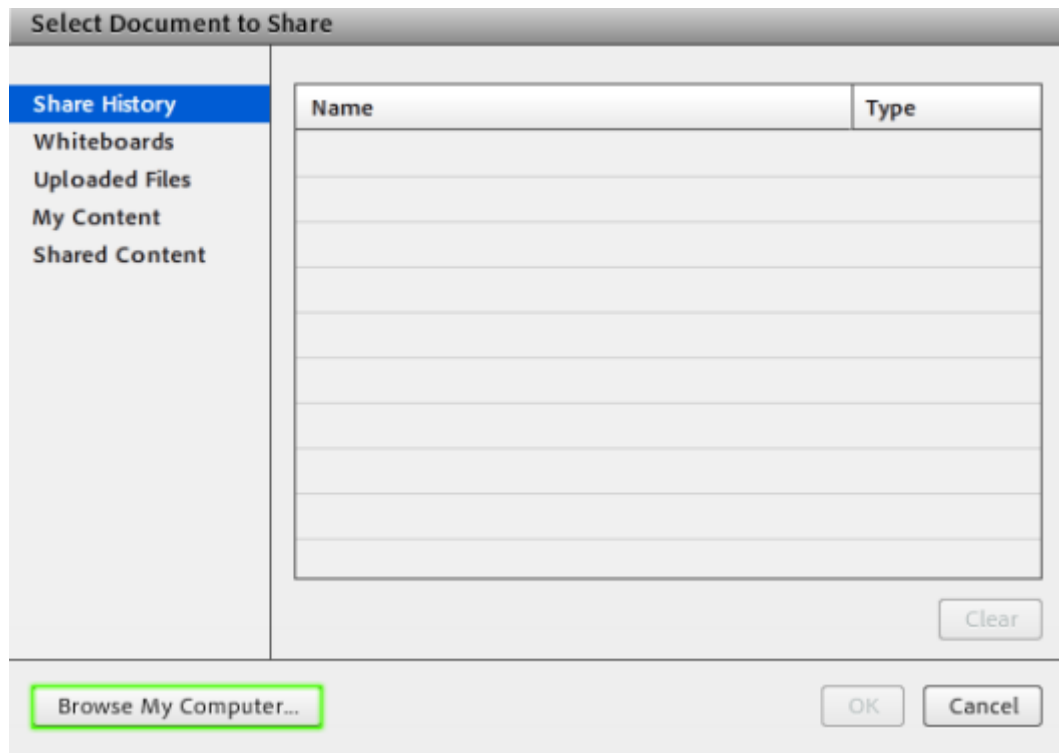 Select Document to Share
Share History
Whiteboards
Uploaded Files
My Content
Shared Content
Name Type
Clear
Browse My Computer... OK Cancel